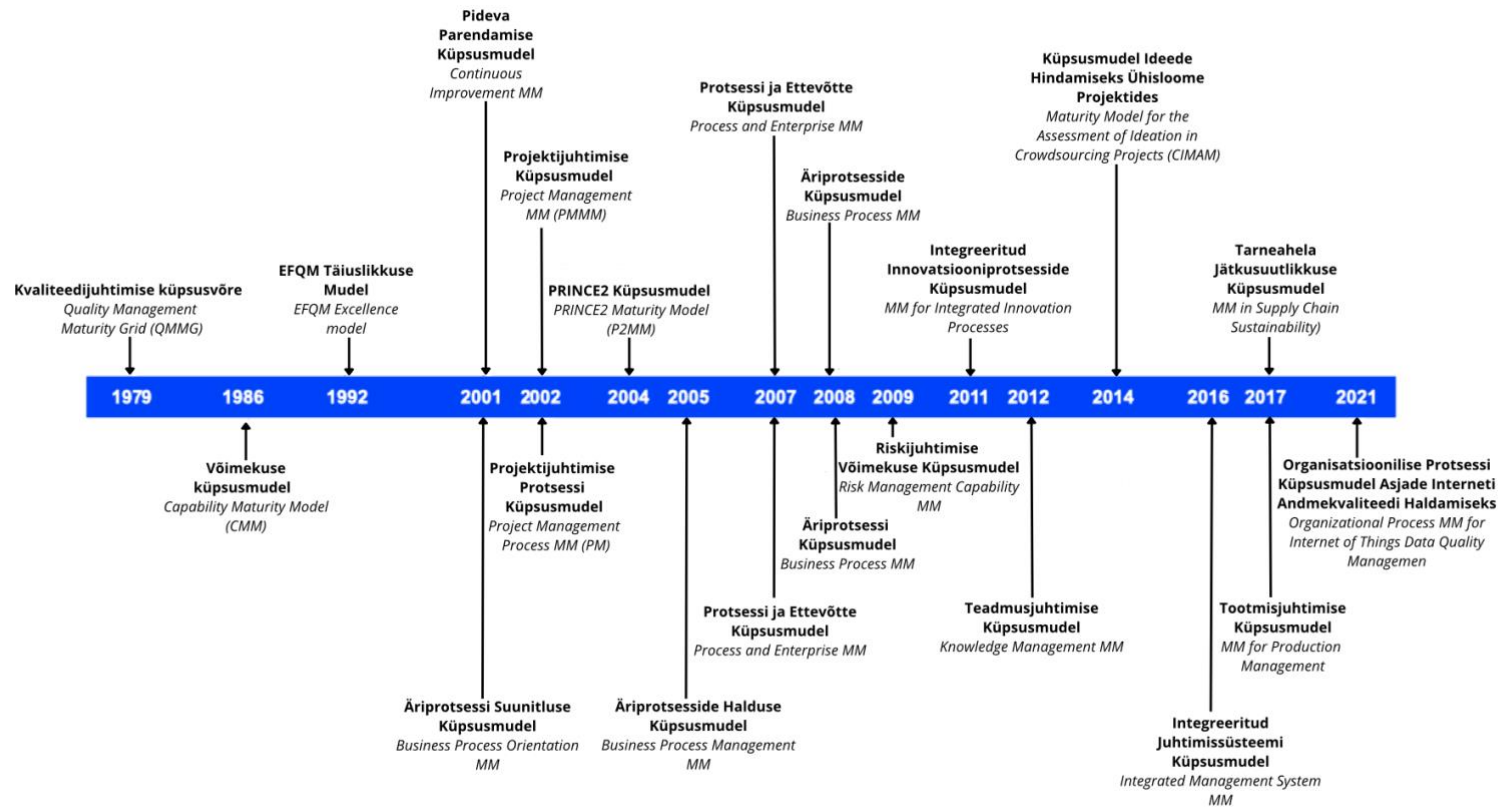 Pideva
Parendamise
Küpsusmudel
Continuous
Improvement MM
Projektijuhtimise
Küpsusmudel
Project Management
MM (PMMM)
Protsessi ja Ettevõtte
Küpsusmudel
Process and Enterprise MM
Äriprotsesside
Küpsusmudel
Business Process MM
Küpsusmudel Ideede
Hindamiseks Ühisloome
Projektides
Maturity Model for the
Assessment of Ideation in
Crowdsourcing Projects (CIMAM)
Kvaliteedijuhtimise küpsusvõre
Quality Management
Maturity Grid (QMMG)
EFQM Täiuslikkuse
Mudel
EFQM Excellence
model
PRINCE2 Küpsusmudel
PRINCE2 Maturity Model
(P2MM)
Integreeritud
Innovatsiooniprotsesside
Küpsusmudel
MM for Integrated Innovation
Processes
Tarneahela
Jätkusuutlikkuse
Küpsusmudel
MM in Supply Chain
Sustainability)
1979 1986 1992 2001 2002 2004 2005 2007 2008 2009 2011 2012 2014 2016 2017 2021
Võimekuse
küpsusmudel
Capability Maturity Model
(CMM)
Projektijuhtimise
Protsessi
Küpsusmudel
Project Management
Process MM (PM)
Riskijuhtimise
Võimekuse Küpsusmudel
Risk Management Capability
MM
Äriprotsessi
Küpsusmudel
Business Process MM
Organisatsioonilise Protsessi
Küpsusmudel Asjade Interneti
Andmekvaliteedi Haldamiseks
Organizational Process MM for
Internet of Things Data Quality
Managemen
Protsessi ja Ettevõtte
Küpsusmudel
Process and Enterprise MM
Teadmusjuhtimise
Küpsusmudel
Knowledge Management MM
Tootmisjuhtimise
Küpsusmudel
MM for Production
Management
Äriprotsessi Suunitluse
Küpsusmudel
Business Process Orientation
MM
Äriprotsesside Halduse
Küpsusmudel
Business Process Management
MM
Integreeritud
Juhtimissüsteemi
Küpsusmudel
Integrated Management System
MM